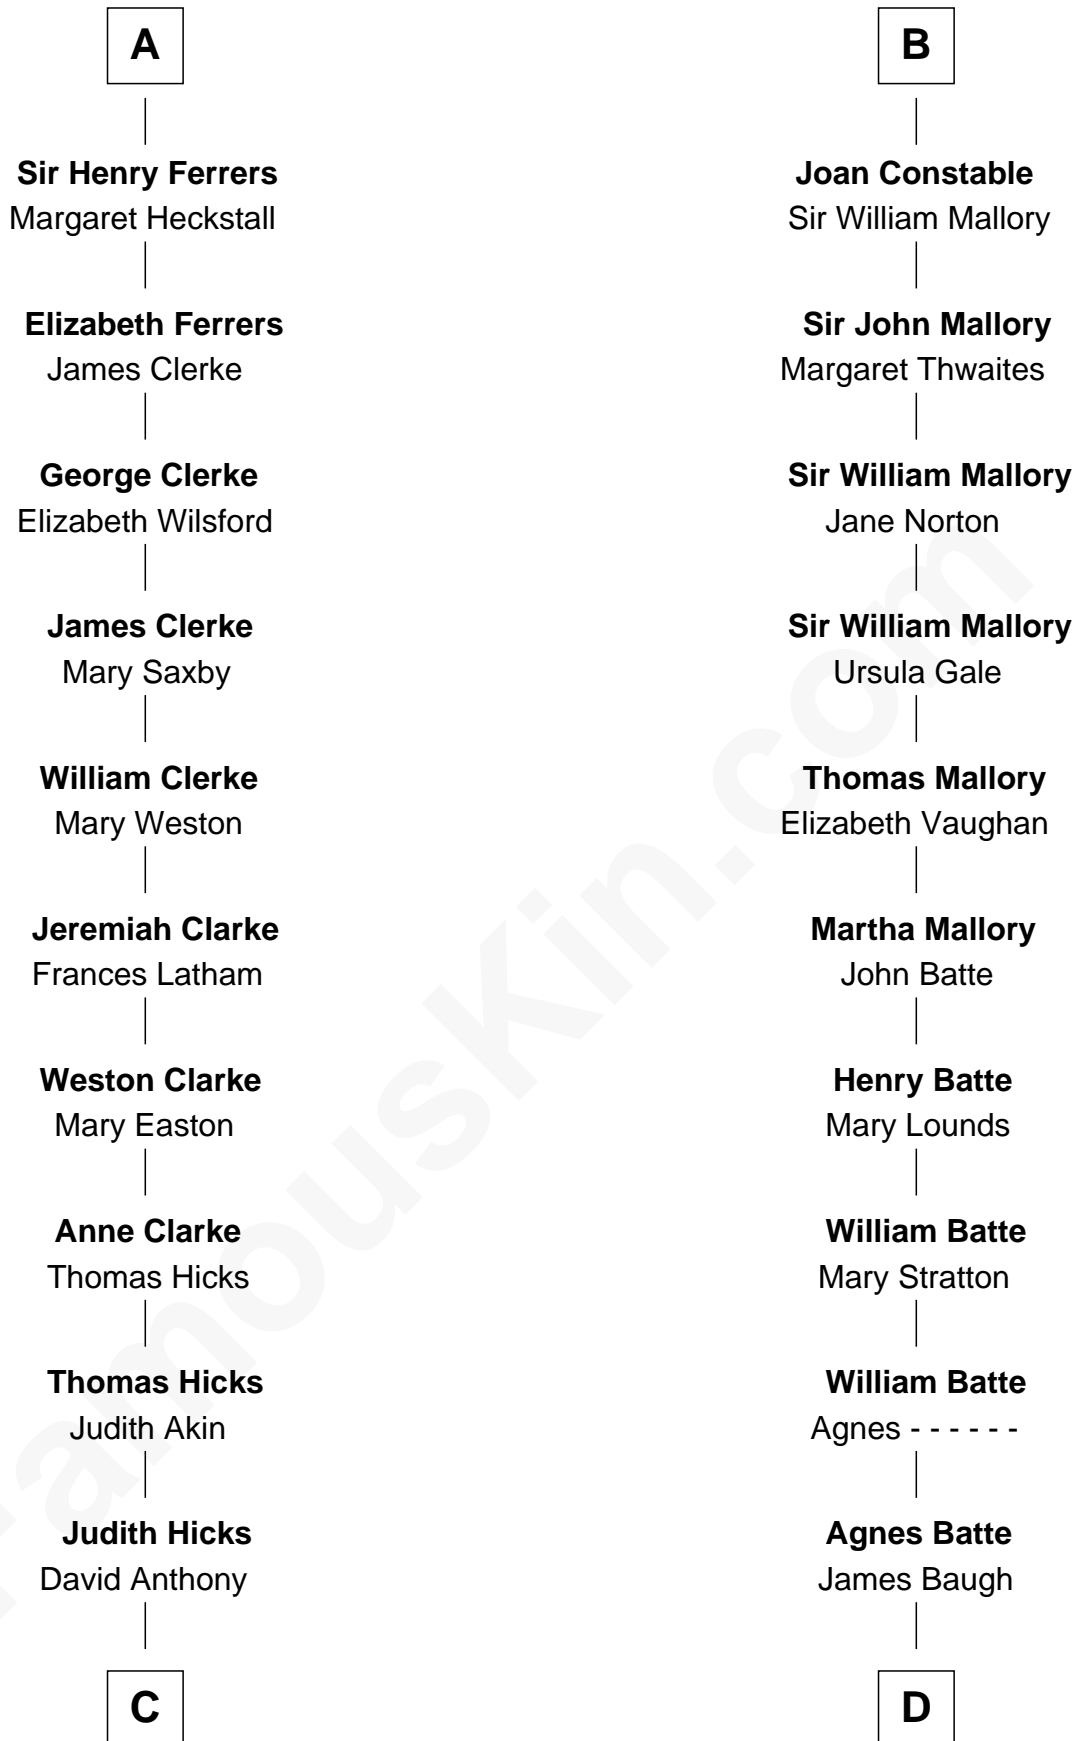 A
Sir Henry Ferrers
Margaret Heckstall
Elizabeth Ferrers
James Clerke
George Clerke
Elizabeth Wilsford
James Clerke
Mary Saxby
William Clerke
Mary Weston
Jeremiah Clarke
Frances Latham
Weston Clarke
Mary Easton
Anne Clarke
Thomas Hicks
Thomas Hicks
Judith Akin
Judith Hicks
David Anthony
C
B
Joan Constable
Sir William Mallory
Sir John Mallory
Margaret Thwaites
Sir William Mallory
Jane Norton
Sir William Mallory
Ursula Gale
Thomas Mallory
Elizabeth Vaughan
Martha Mallory
John Batte
Henry Batte
Mary Lounds
William Batte
Mary Stratton
William Batte
Agnes - - - - - -
Agnes Batte
James Baugh
D
FamousKin.com